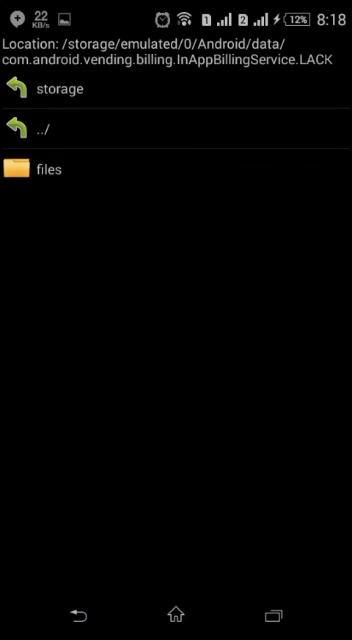 22
KB/s
1
2
12%
8:18
Location: /storage/emulated/0/Android/data/
com.android.vending.billing.InAppBillingService.LACK
storage
../
files